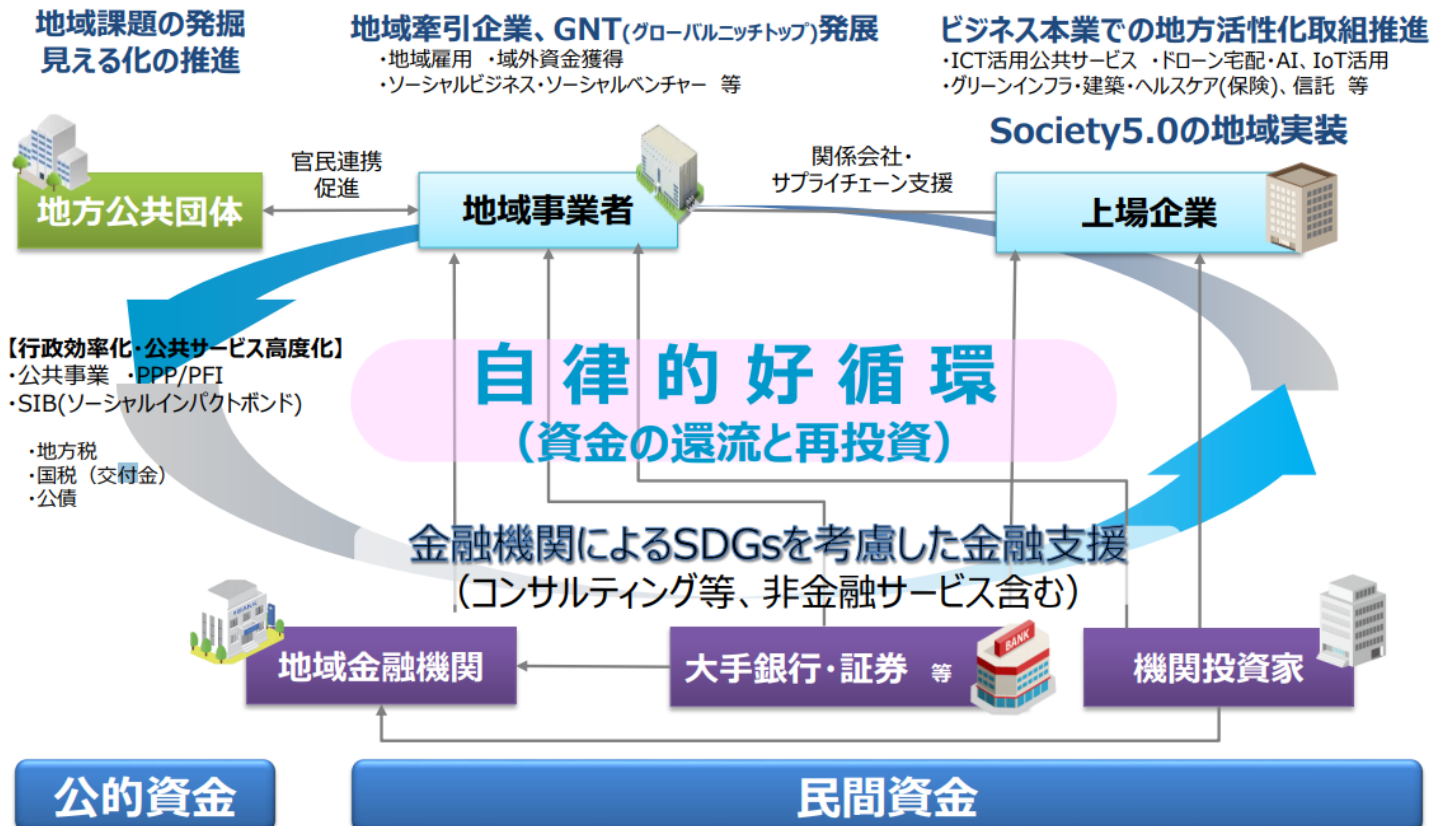 地域課題の発掘
見える化の推進
地域牽引企業、GNT(グローバルニッチトップ)発展
・地域雇用 ・域外資金獲得
・ソーシャルビジネス・ソーシャルベンチャー 等
ビジネス本業での地方活性化取組推進
・ICT活用公共サービス ・ドローン宅配・AI、IoT活用
・グリーンインフラ・建築・ヘルスケア(保険)、信託 等
Society5.0の地域実装
地方公共団体
官民連携
促進
地域事業者
関係会社・
サプライチェーン支援
上場企業
【行政効率化・公共サービス高度化】
・公共事業 ・PPP/PFI
・SIB(ソーシャルインパクトボンド)
・地方税
・国税（交付金）
・公債
自律的好循環
（資金の還流と再投資）
金融機関によるSDGsを考慮した金融支援
（コンサルティング等、非金融サービス含む）
BANK
地域金融機関
大手銀行・証券 等
BANK
機関投資家
公的資金
民間資金